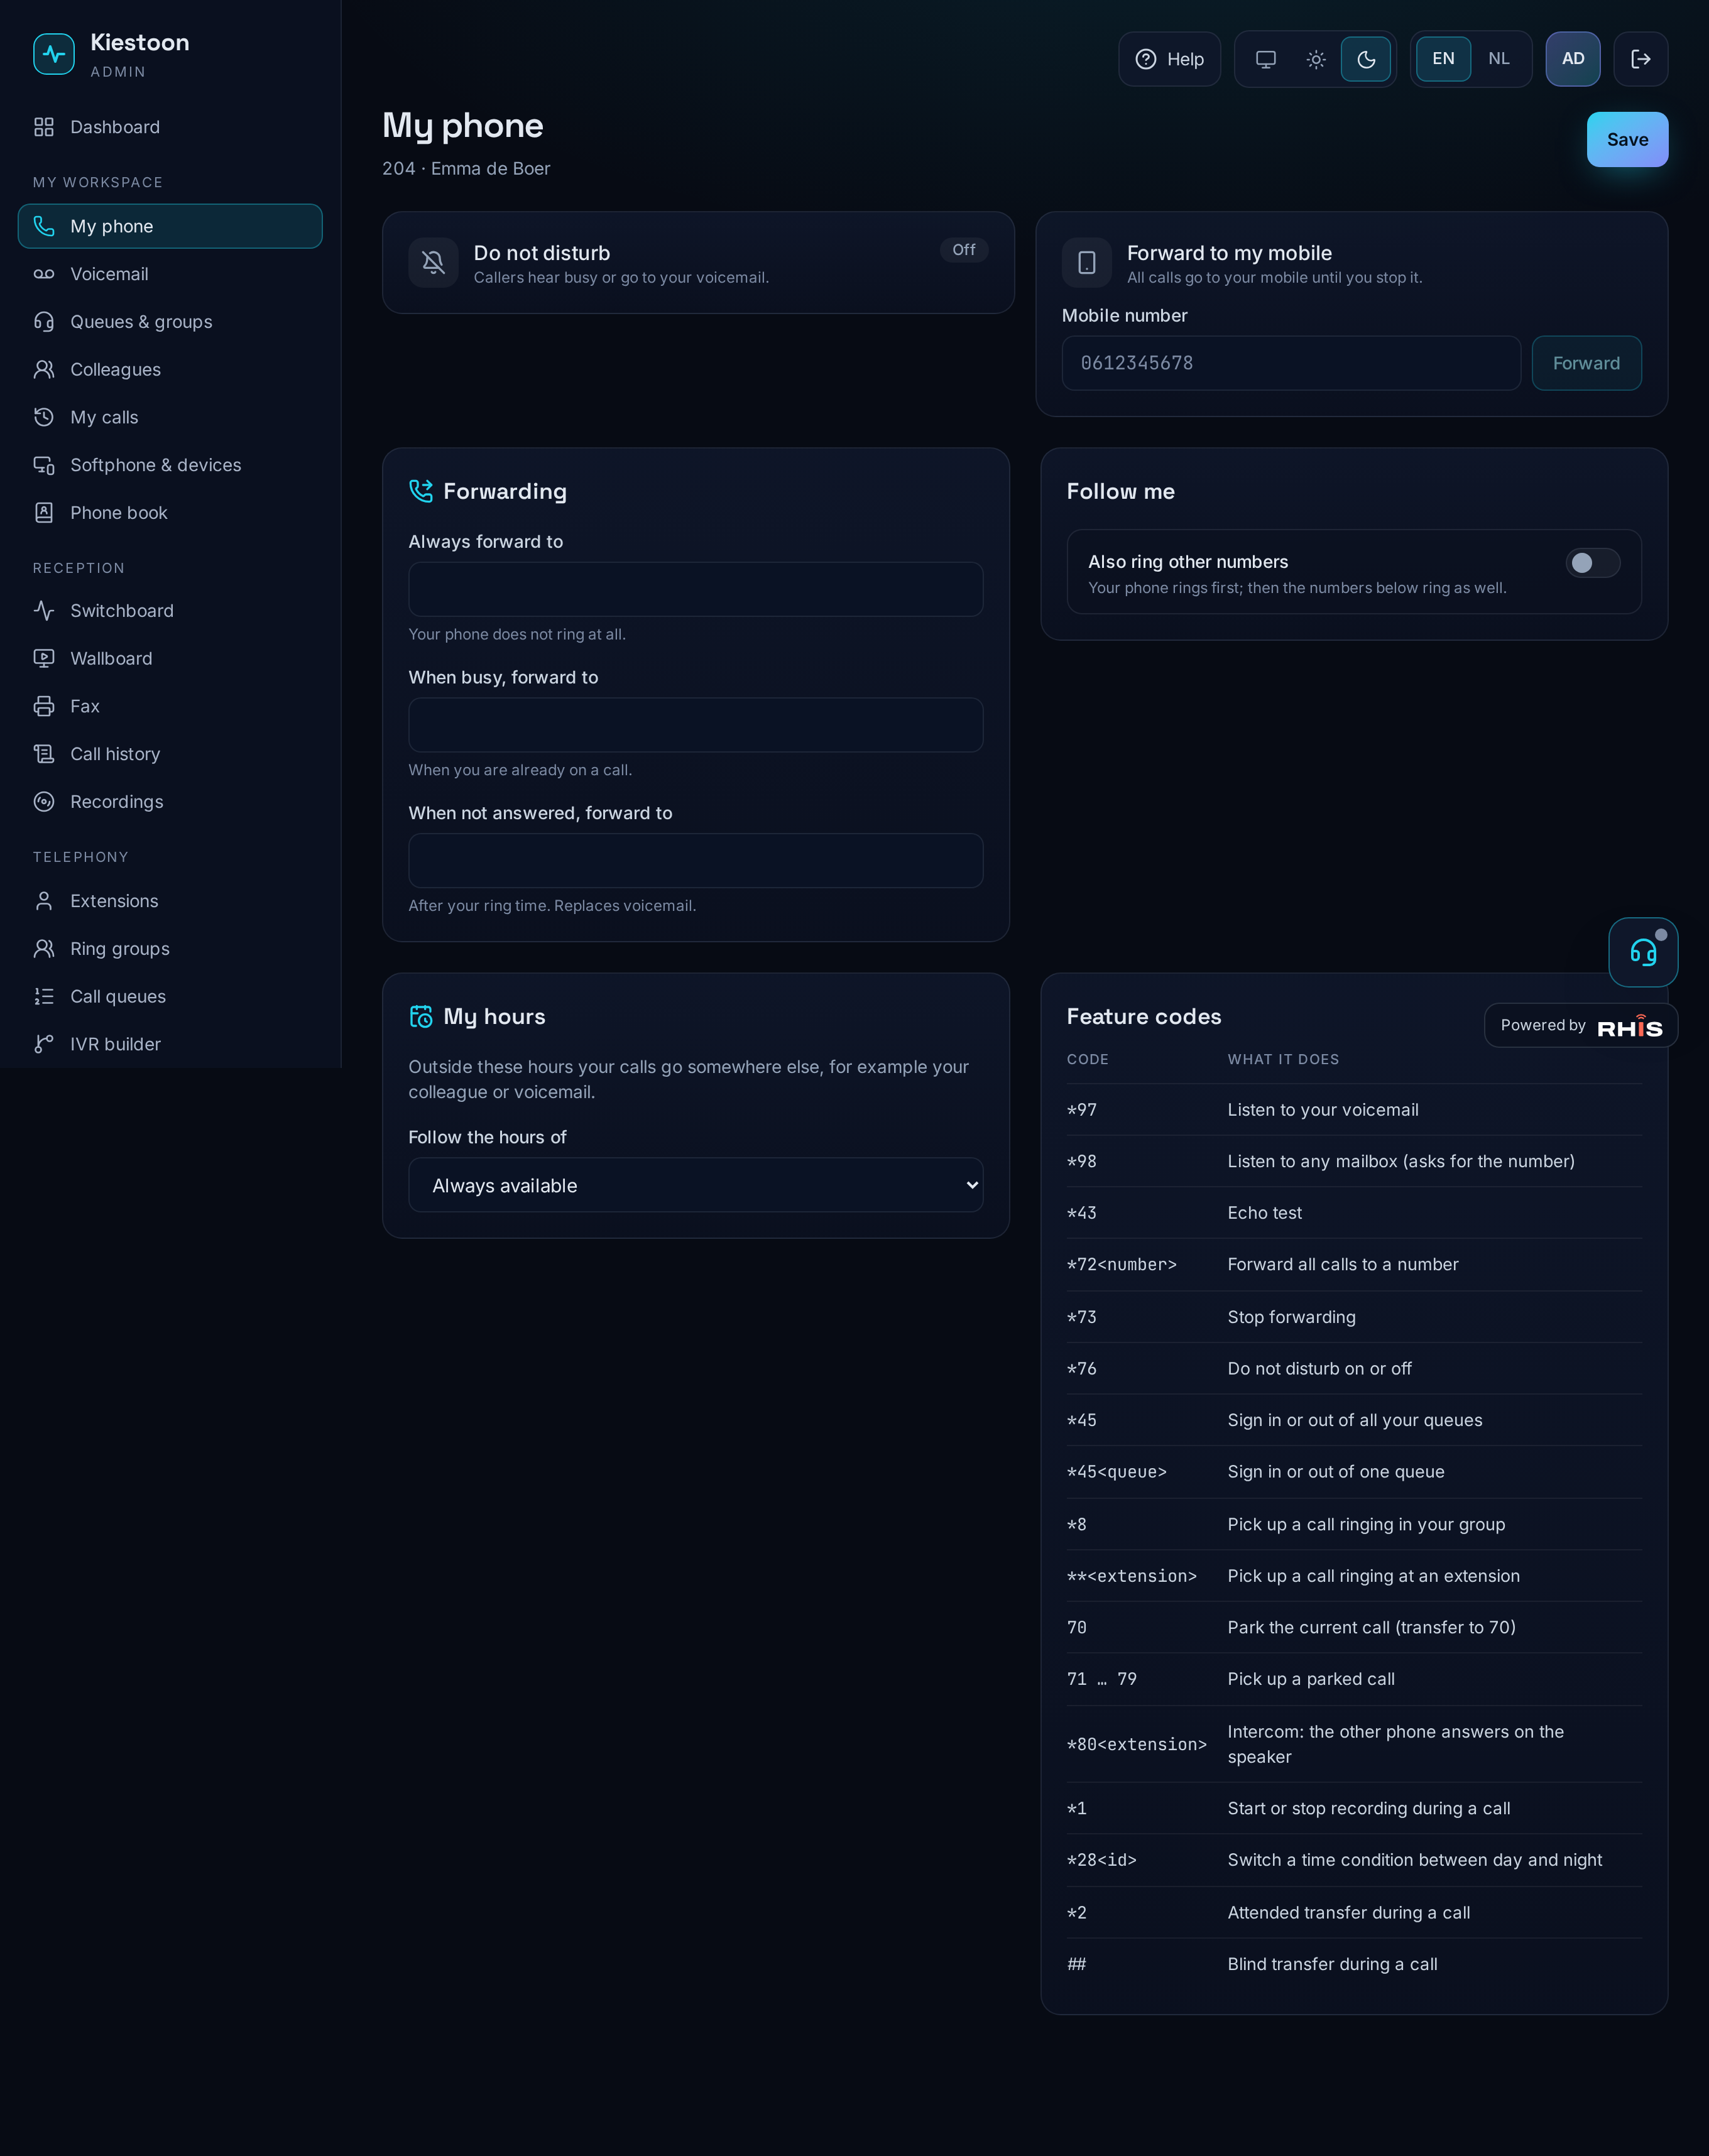 Kiestoon
ADMIN
Dashboard
MY WORKSPACE
My phone
Voicemail
Queues & groups
Colleagues
My calls
Softphone & devices
Phone book
RECEPTION
Switchboard
Wallboard
Fax
Call history
Recordings
TELEPHONY
Extensions
Ring groups
Call queues
IVR builder
Help
EN
NL
AD
My phone
204 · Emma de Boer
Save
Do not disturb
Callers hear busy or go to your voicemail.
Off
Forward to my mobile
All calls go to your mobile until you stop it.
Mobile number
0612345678
Forward
Forwarding
Always forward to
Your phone does not ring at all.
When busy, forward to
When you are already on a call.
When not answered, forward to
After your ring time. Replaces voicemail.
Follow me
Also ring other numbers
Your phone rings first; then the numbers below ring as well.
My hours
Outside these hours your calls go somewhere else, for example your
colleague or voicemail.
Follow the hours of
Always available
Feature codes
Powered by RHIS
CODE WHAT IT DOES
*97 Listen to your voicemail
*98 Listen to any mailbox (asks for the number)
*43 Echo test
*72<number> Forward all calls to a number
*73 Stop forwarding
*76 Do not disturb on or off
*45 Sign in or out of all your queues
*45<queue> Sign in or out of one queue
*8 Pick up a call ringing in your group
**<extension> Pick up a call ringing at an extension
70 Park the current call (transfer to 70)
71 … 79 Pick up a parked call
*80<extension> Intercom: the other phone answers on the
speaker
*1 Start or stop recording during a call
*28<id> Switch a time condition between day and night
*2 Attended transfer during a call
## Blind transfer during a call